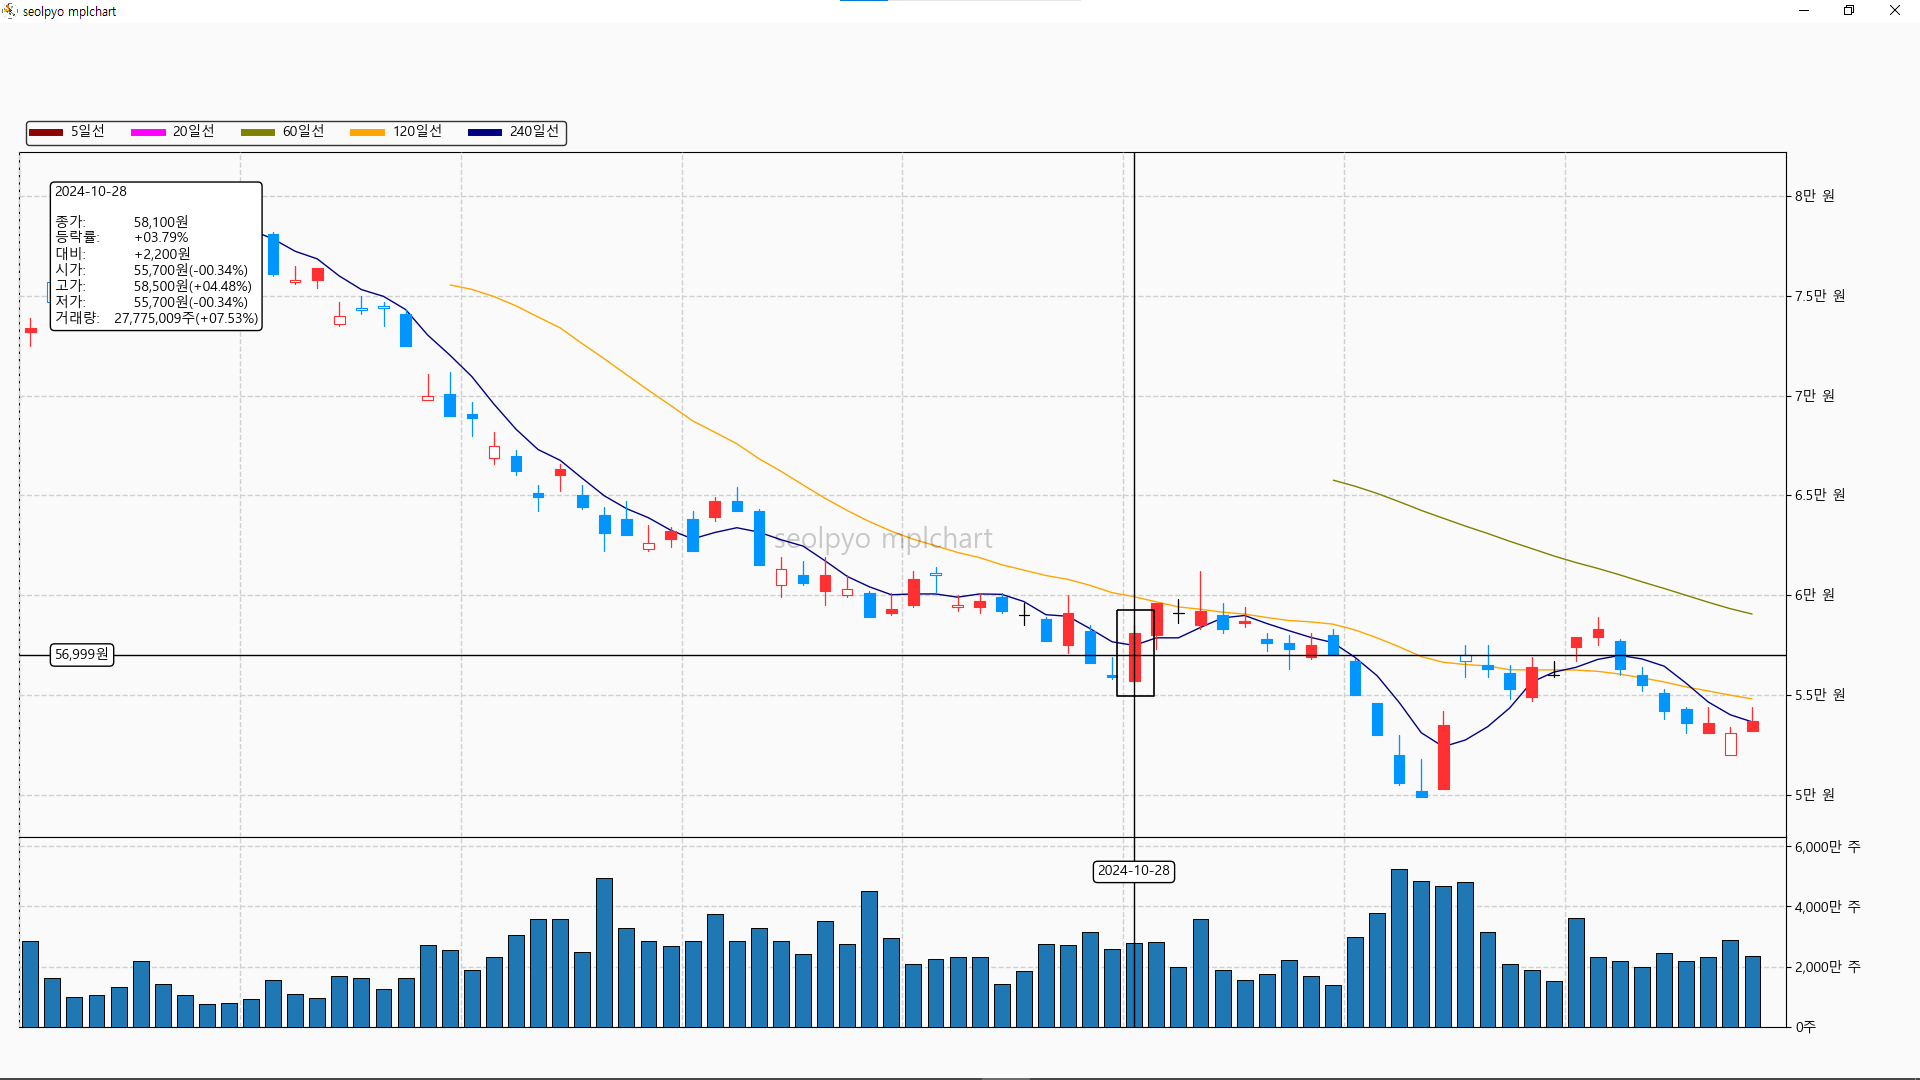 seolpyo mplchart
5일선 20일선 60일선 120일선 240일선
2024-10-28
종가: 58,100원
등락률: +03.79%
대비: +2,200원
시가: 55,700원(-00.34%)
고가: 58,500원(+04.48%)
저가: 55,700원(-00.34%)
거래량: 27,775,009주(+07.53%)
8만 원
7.5만 원
7만 원
6.5만 원
seolpyo mplchart
6만 원
56,999원
5.5만 원
5만 원
6,000만 주
2024-10-28
4,000만 주
2,000만 주
0주